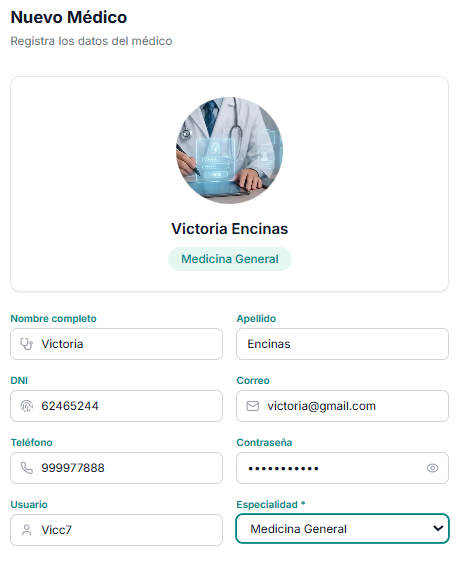 Nuevo Médico
Registra los datos del médico
Victoria Encinas
Medicina General
Nombre completo
Apellido
Victoria
Encinas
DNI
Correo
62465244
victoria@gmail.com
Teléfono
Contraseña
999977888
•••••••••••
Usuario
Especialidad *
Vicc7
Medicina General